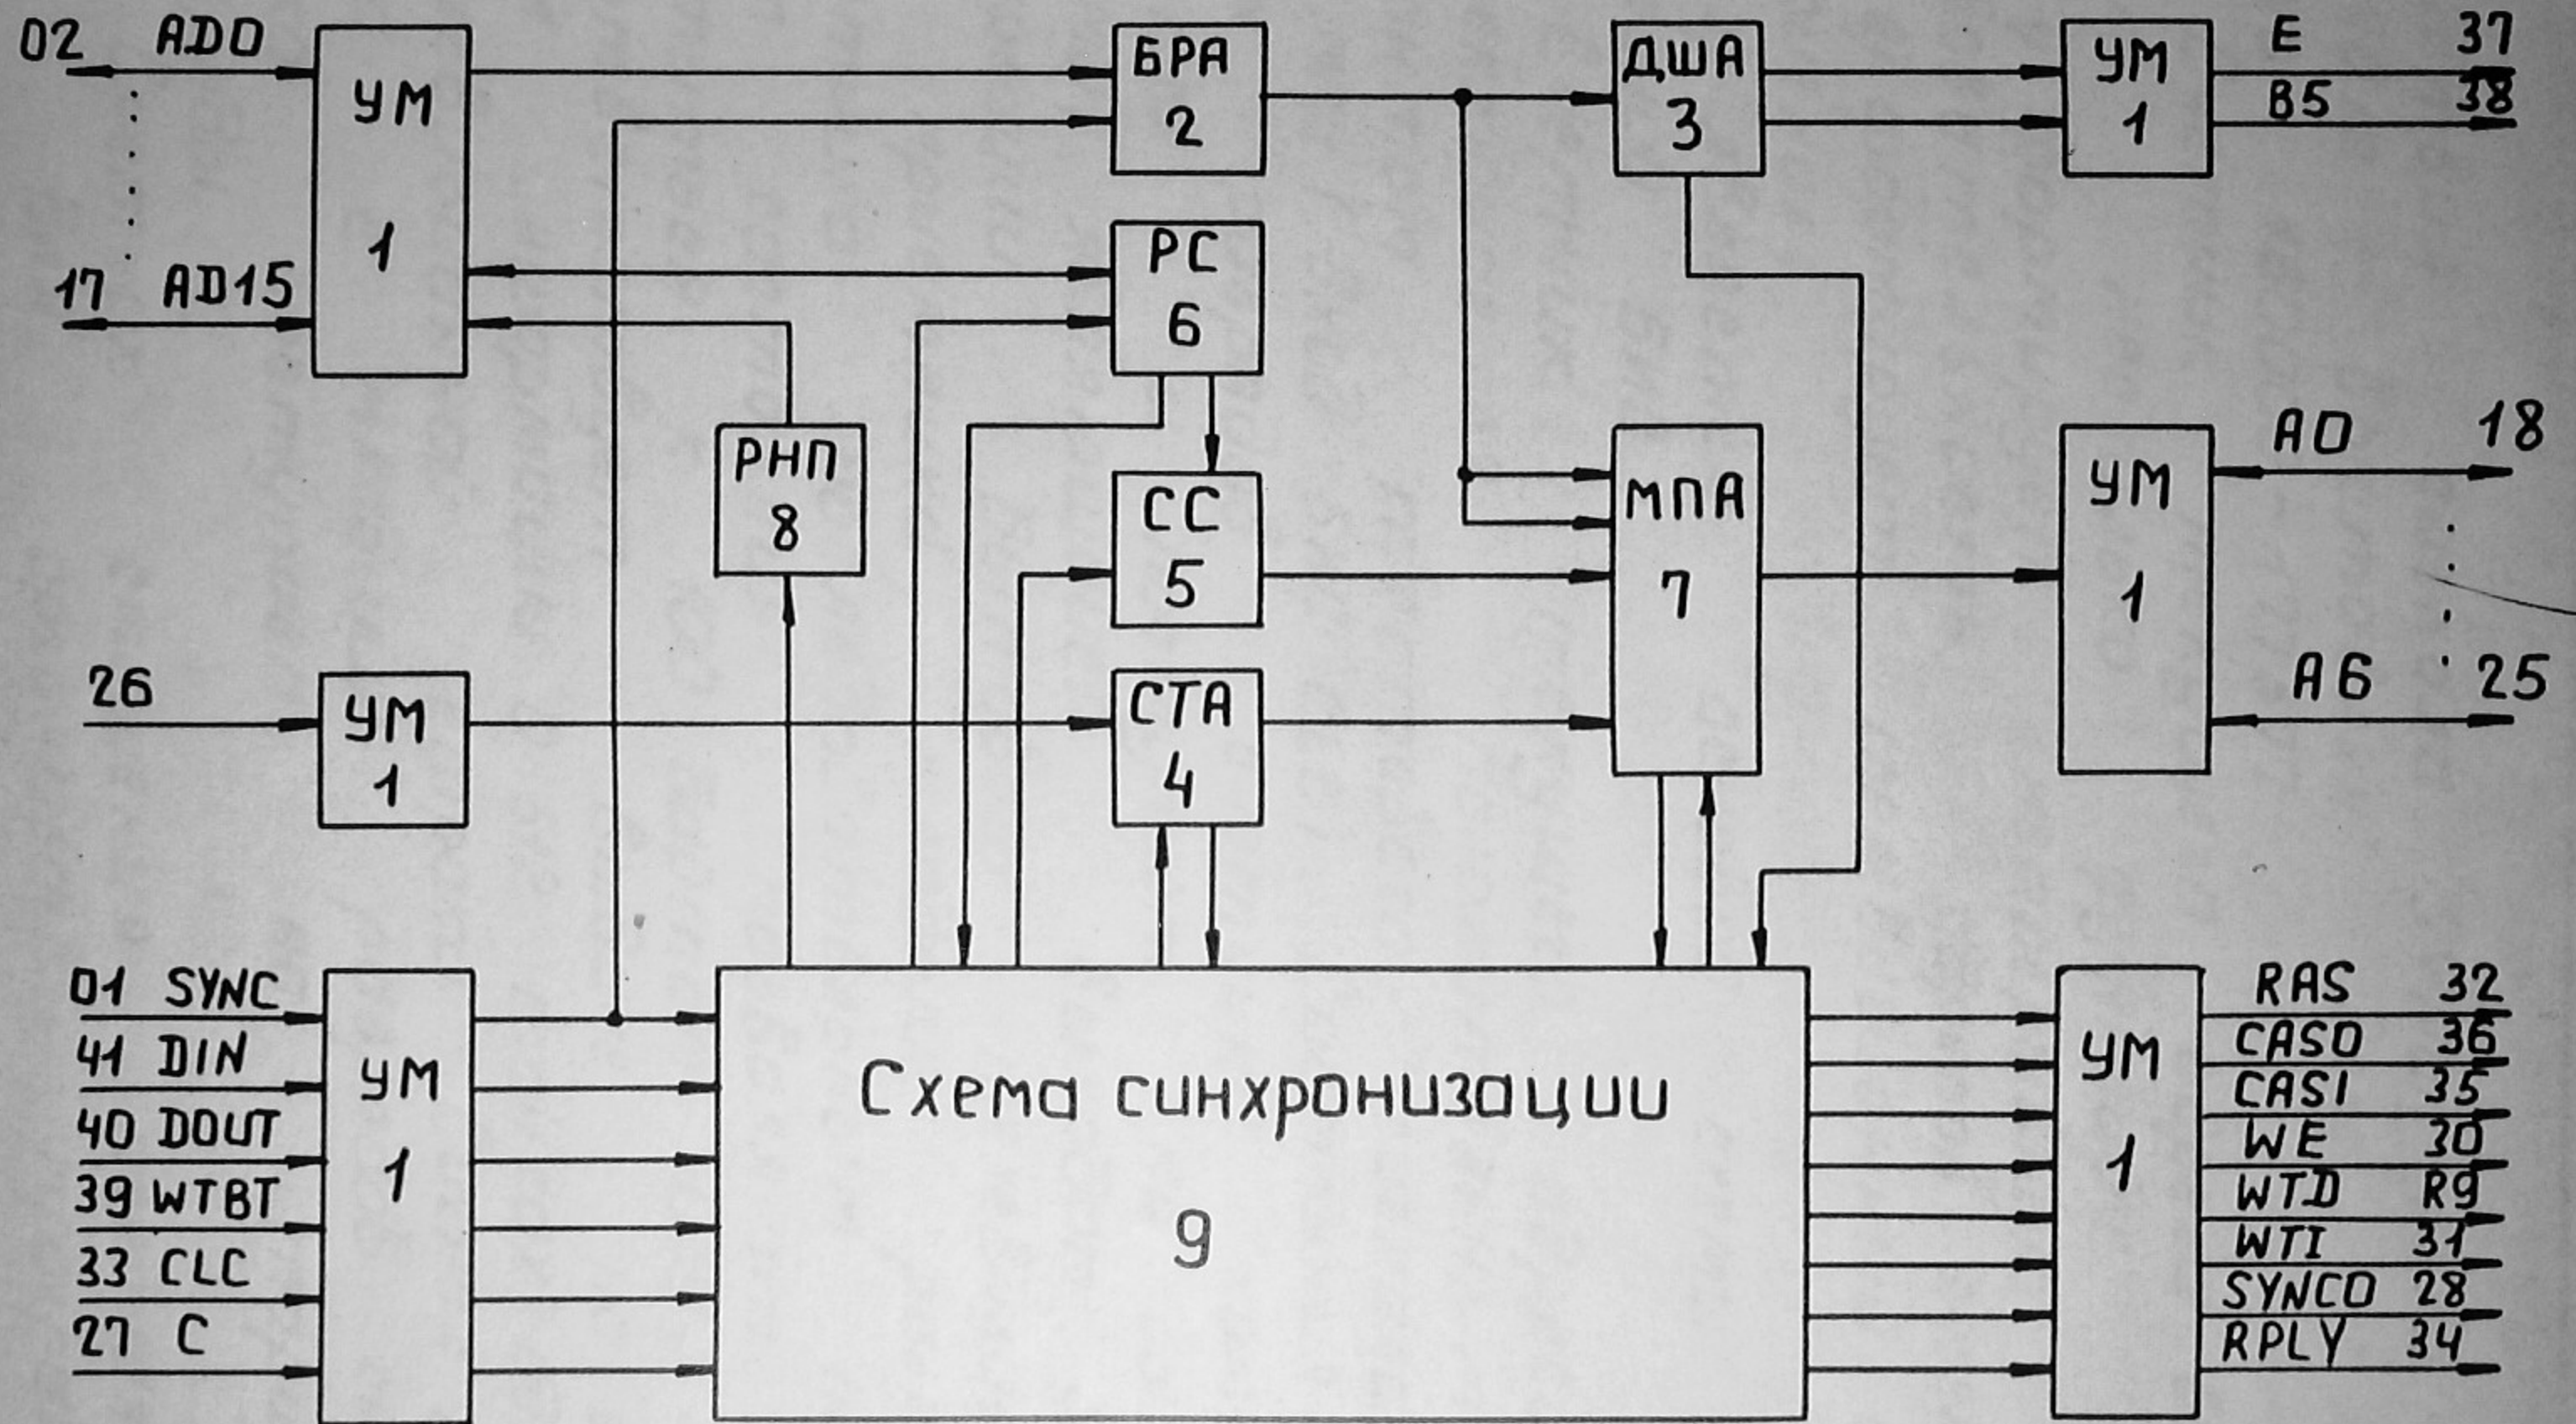 02 AD0
УМ
1
17 AD15
БРА
2
ДША
3
УМ
1
E 37
B5 38
РС
6
РНП
8
СС
5
МПА
7
УМ
1
A0 18
A6 25
26
УМ
1
СТА
4
01 SYNC
41 DIN
40 DOUT
39 WTBT
33 CLC
27 C
УМ
1
Схема синхронизации
9
УМ
1
RAS 32
CAS0 36
CAS1 35
WE 30
WTD R9
WTI 31
SYNCO 28
RPLY 34